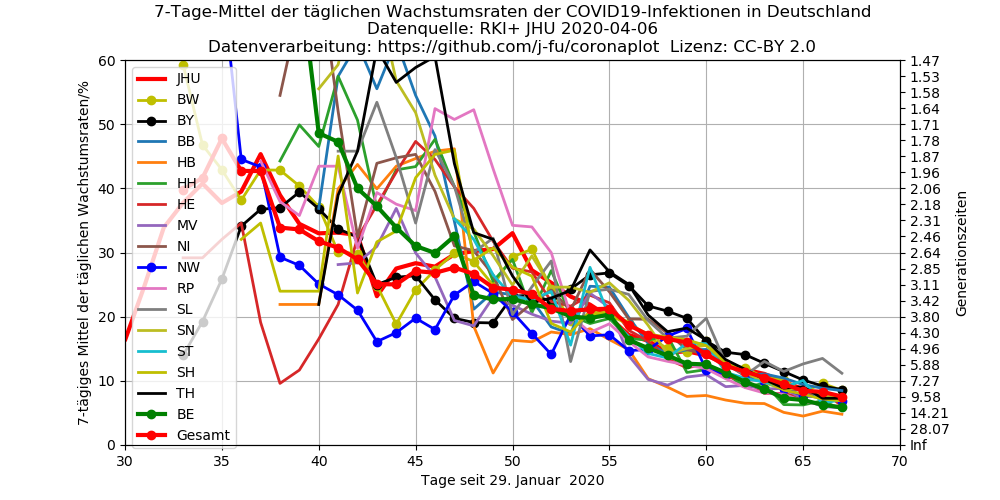 7-Tage-Mittel der täglichen Wachstumsraten der COVID19-Infektionen in Deutschland
Datenquelle: RKI+ JHU 2020-04-06
Datenverarbeitung: https://github.com/j-fu/coronaplot  Lizenz: CC-BY 2.0
7-tägiges Mittel der täglichen Wachstumsraten/%
60
50
40
30
20
10
0
JHU
BW
BY
BB
HB
HH
HE
MV
NI
NW
RP
SL
SN
ST
SH
TH
BE
Gesamt
1.47
1.53
1.58
1.64
1.71
1.78
1.87
1.96
2.06
2.18
2.31
2.46
2.64
2.85
3.11
3.42
3.80
4.30
4.96
5.88
7.27
9.58
14.21
28.07
Inf
Generationszeiten
30 35 40 45 50 55 60 65 70
Tage seit 29. Januar  2020